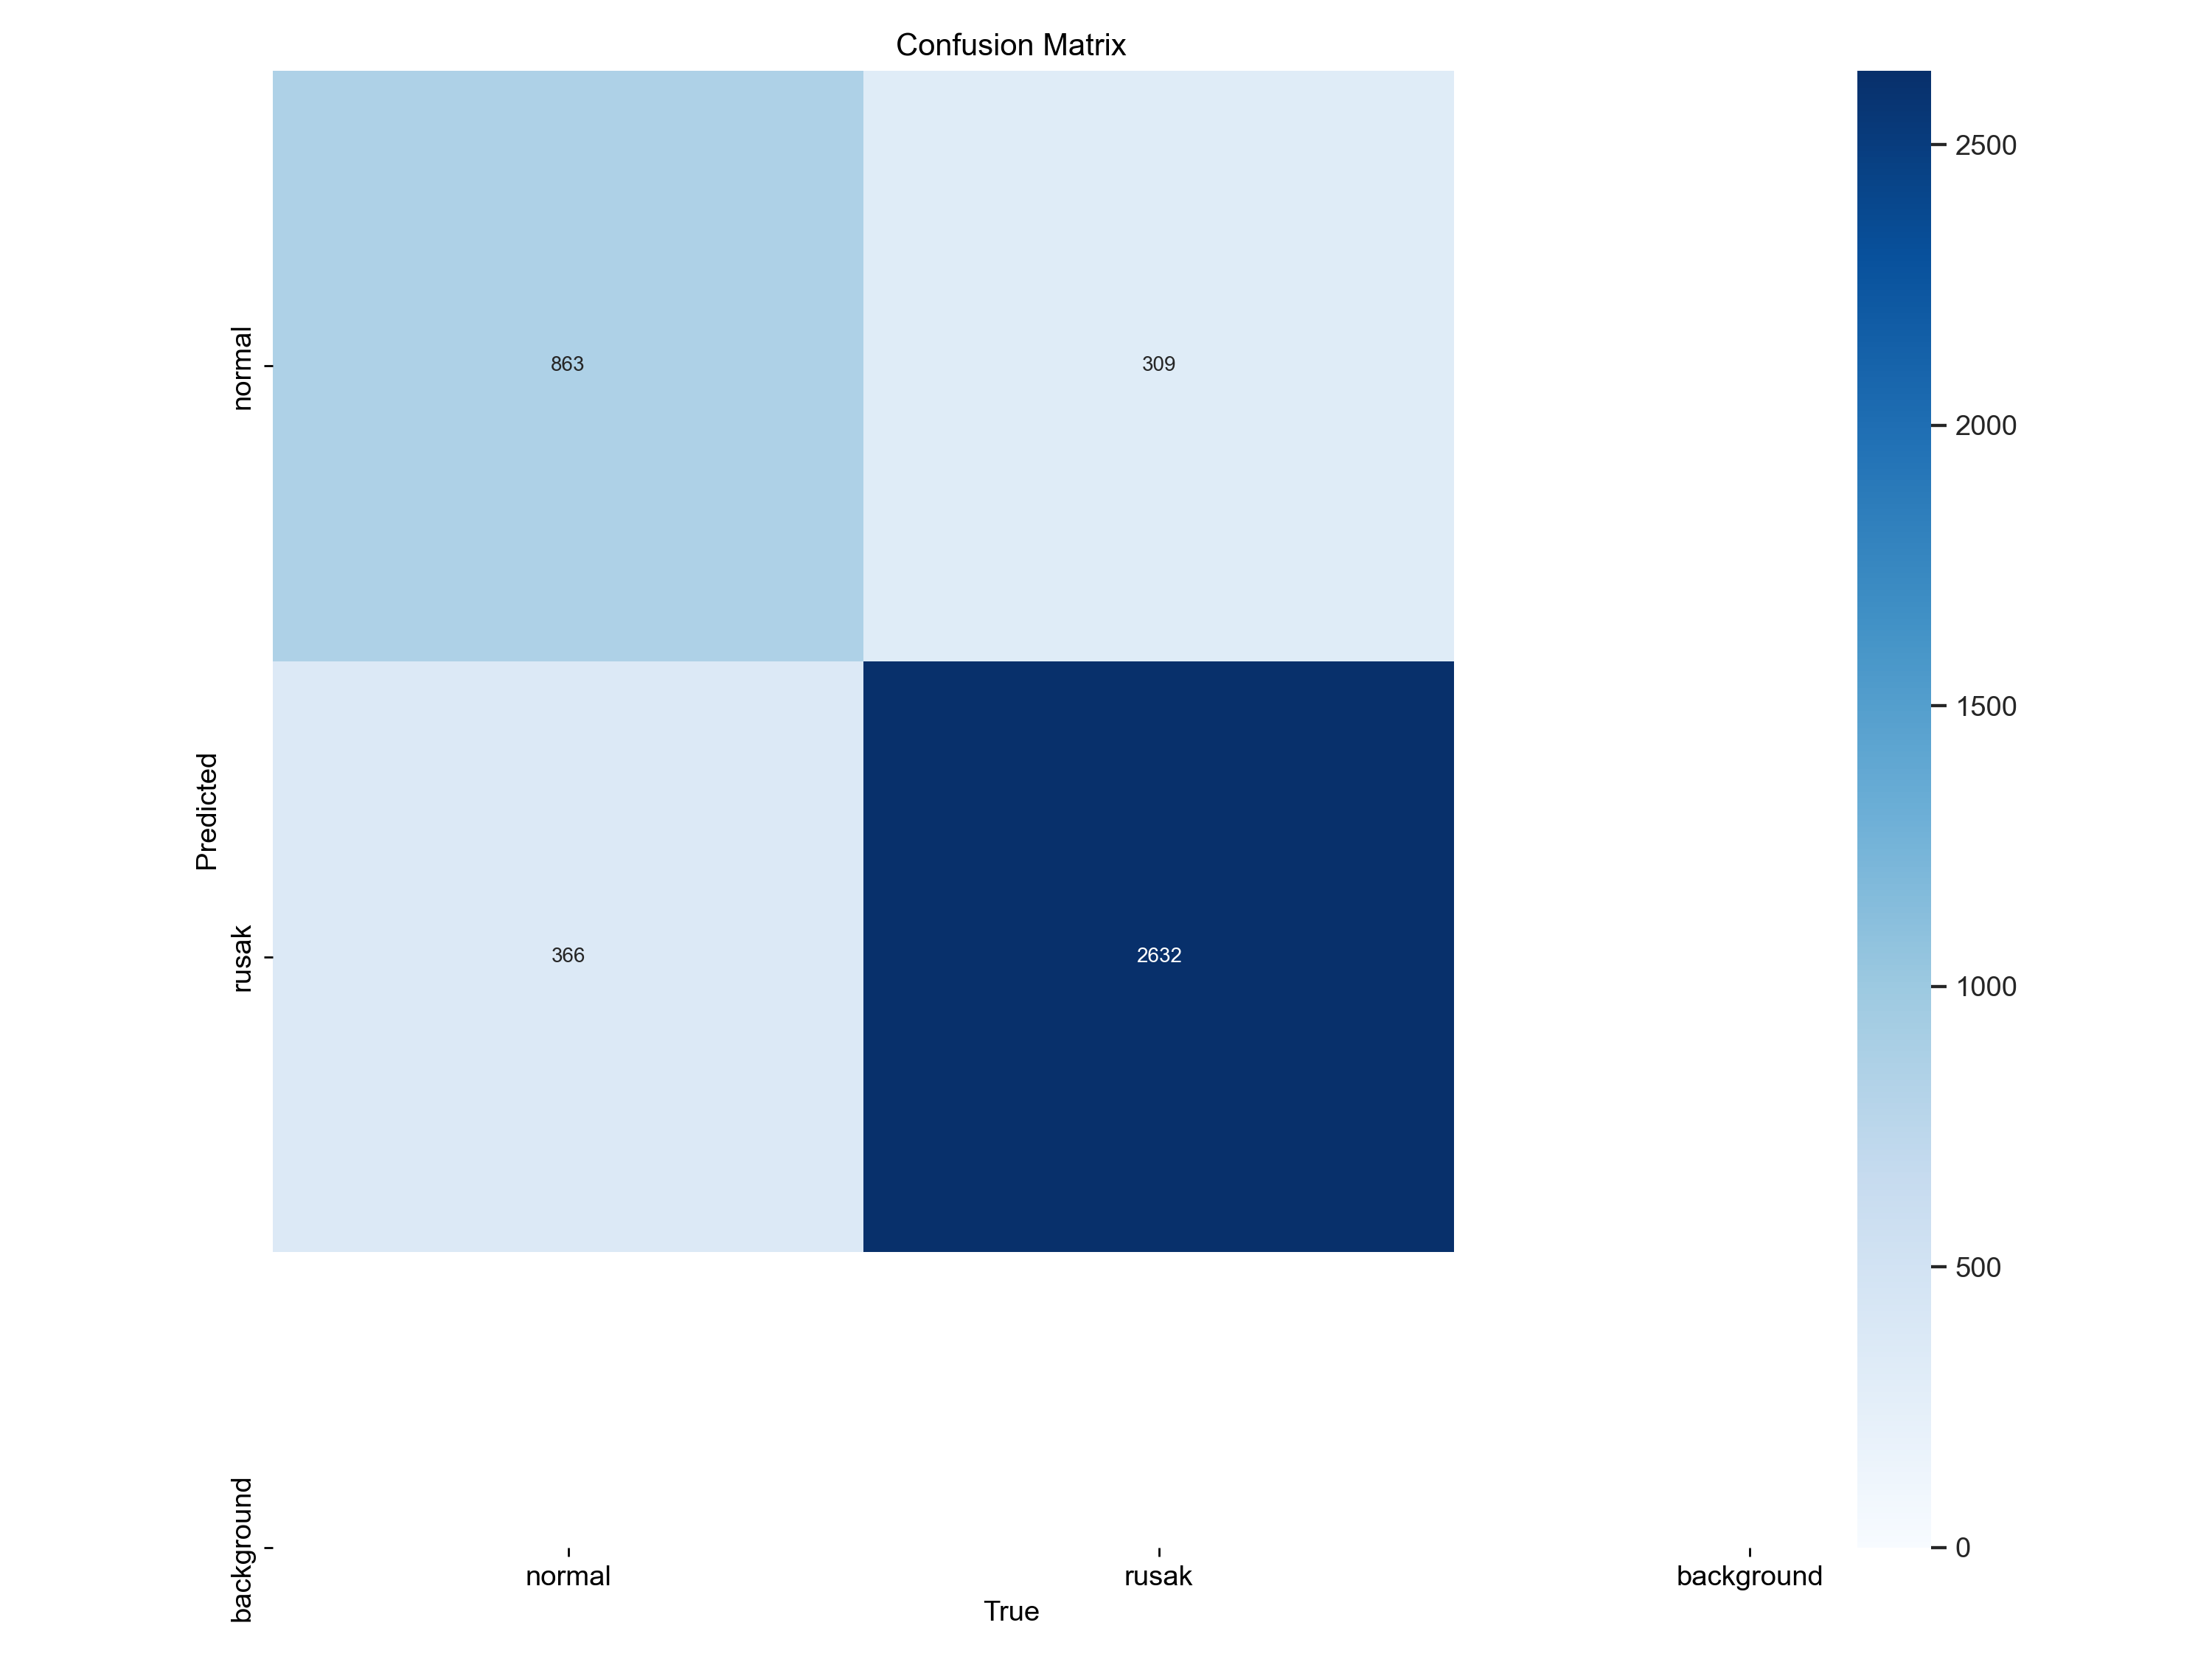 Confusion Matrix
2500
2000
1500
1000
500
0
Predicted
normal
863
309
rusak
366
2632
background
normal
rusak
background
True